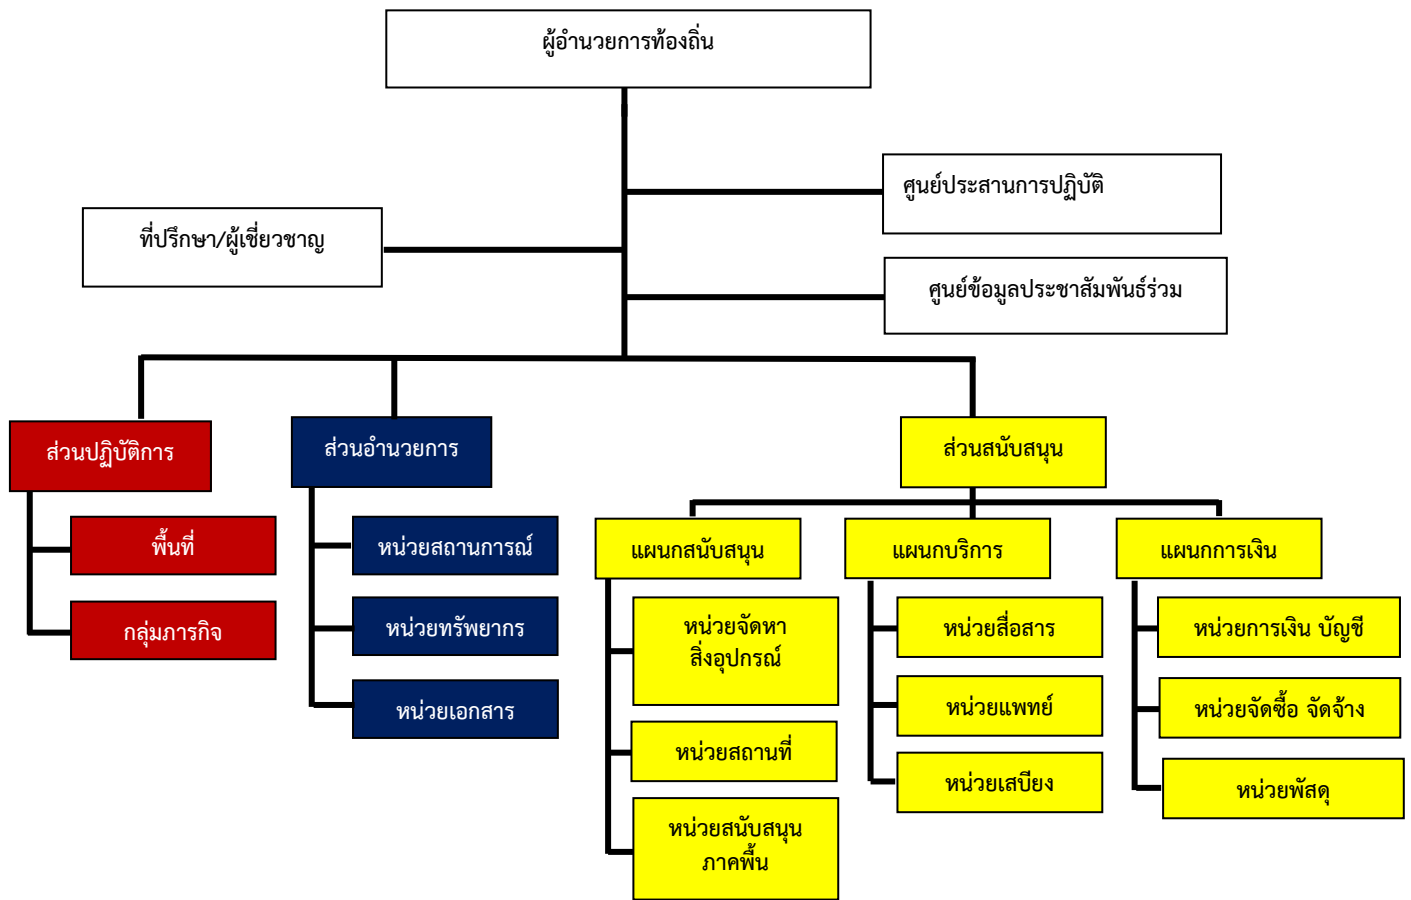 ผู้อำนวยการท้องถิ่น
ศูนย์ประสานการปฏิบัติ
ที่ปรึกษา/ผู้เชี่ยวชาญ
ศูนย์ข้อมูลประชาสัมพันธ์ร่วม
ส่วนปฏิบัติการ
ส่วนอำนวยการ
ส่วนสนับสนุน
พื้นที่
กลุ่มภารกิจ
หน่วยสถานการณ์
หน่วยทรัพยากร
หน่วยเอกสาร
แผนกสนับสนุน
หน่วยจัดหา
สิ่งอุปกรณ์
หน่วยสถานที่
หน่วยสนับสนุน
ภาคพื้น
แผนกบริการ
หน่วยสื่อสาร
หน่วยแพทย์
หน่วยเสบียง
แผนกการเงิน
หน่วยการเงิน บัญชี
หน่วยจัดซื้อ จัดจ้าง
หน่วยพัสดุ